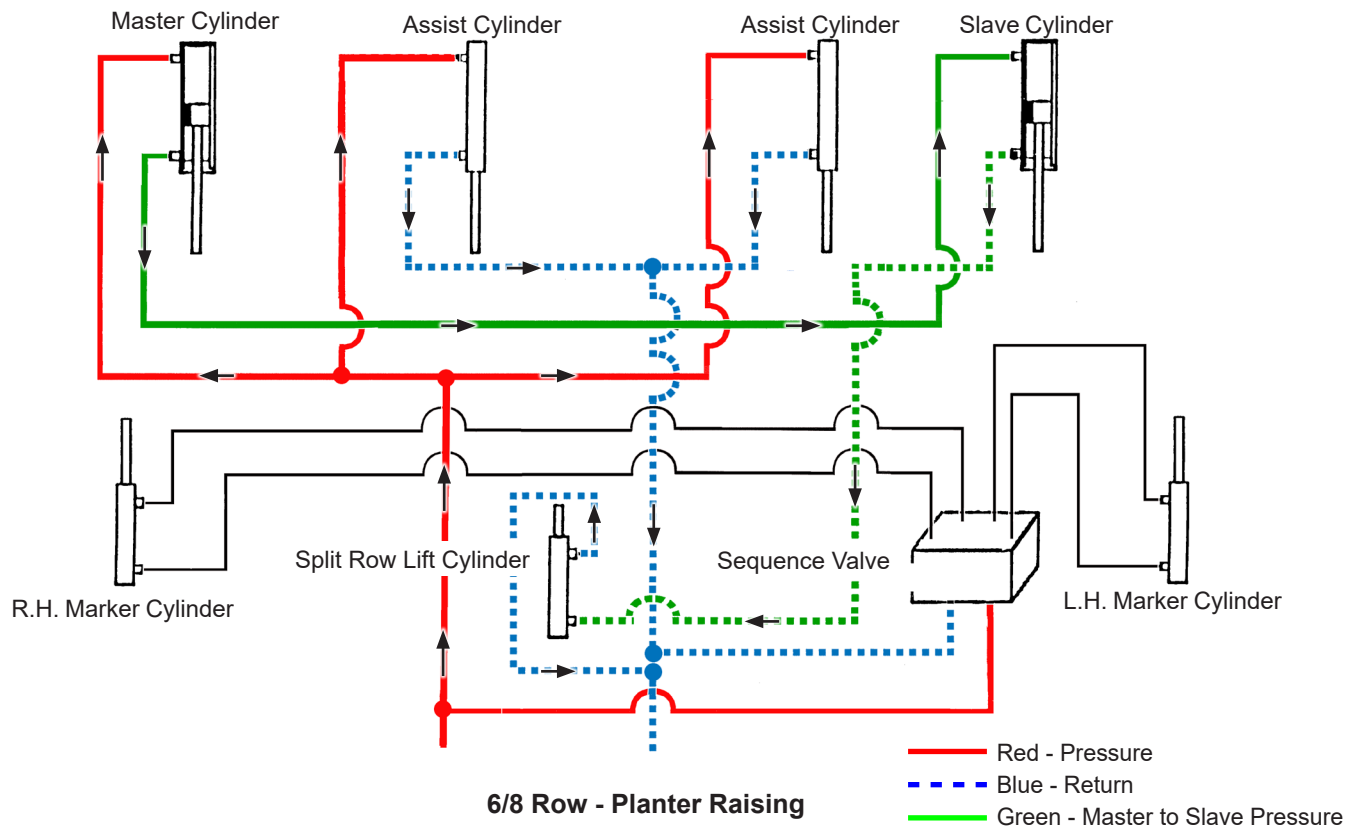 Master Cylinder
Assist Cylinder
Assist Cylinder
Slave Cylinder
Split Row Lift Cylinder
Sequence Valve
R.H. Marker Cylinder
L.H. Marker Cylinder
Red - Pressure
Blue - Return
Green - Master to Slave Pressure
6/8 Row - Planter Raising